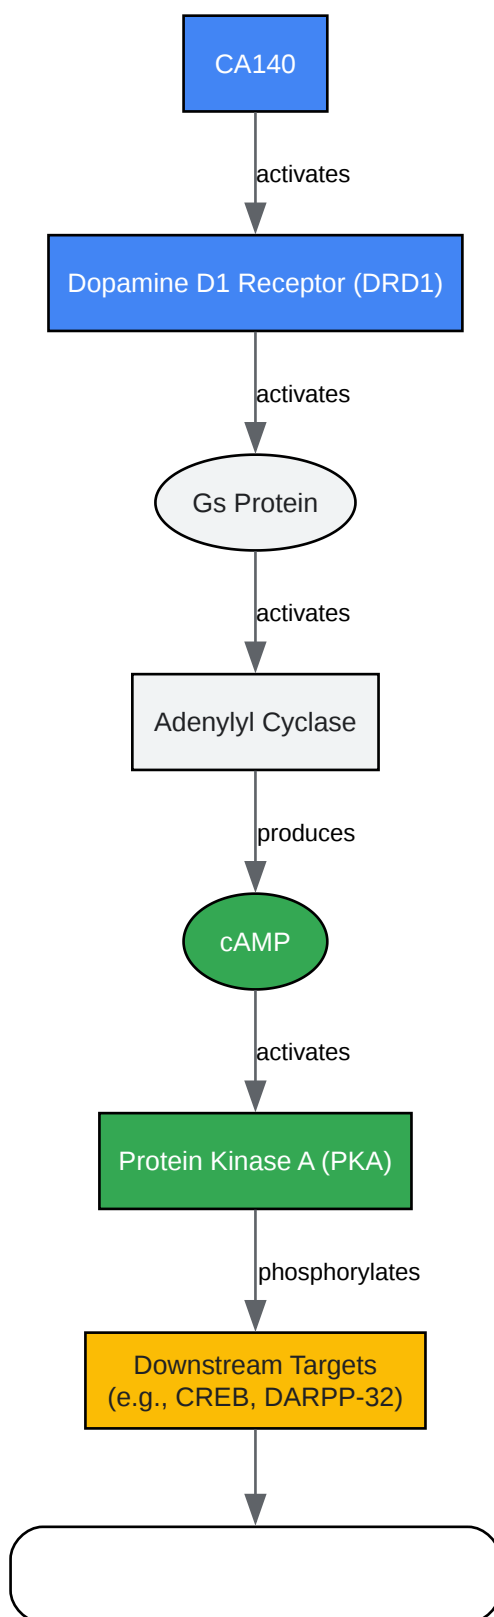 CA140
activates
Dopamine D1 Receptor (DRD1)
activates
Gs Protein
activates
Adenylyl Cyclase
produces
cAMP
activates
Protein Kinase A (PKA)
phosphorylates
Downstream Targets
(e.g., CREB, DARPP-32)